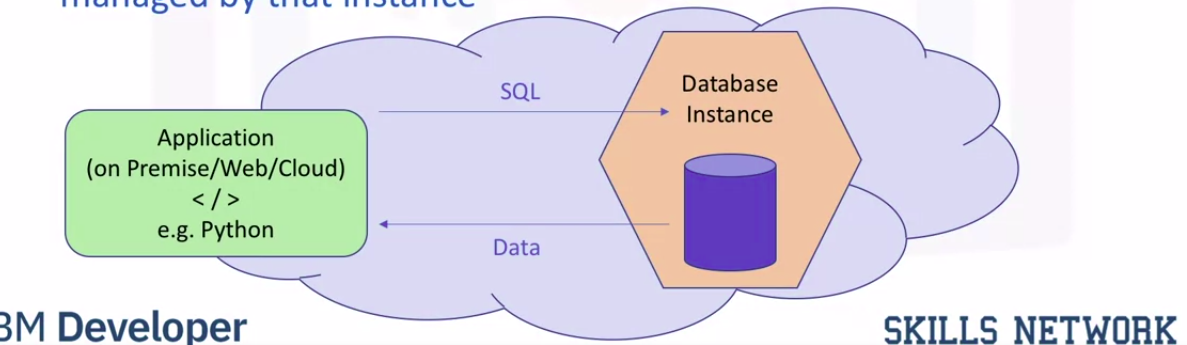 managed by that instance
SQL
Database
Instance
Application
(on Premise/Web/Cloud)
< / >
e.g. Python
Data
BM Developer
SKILLS NETWORK